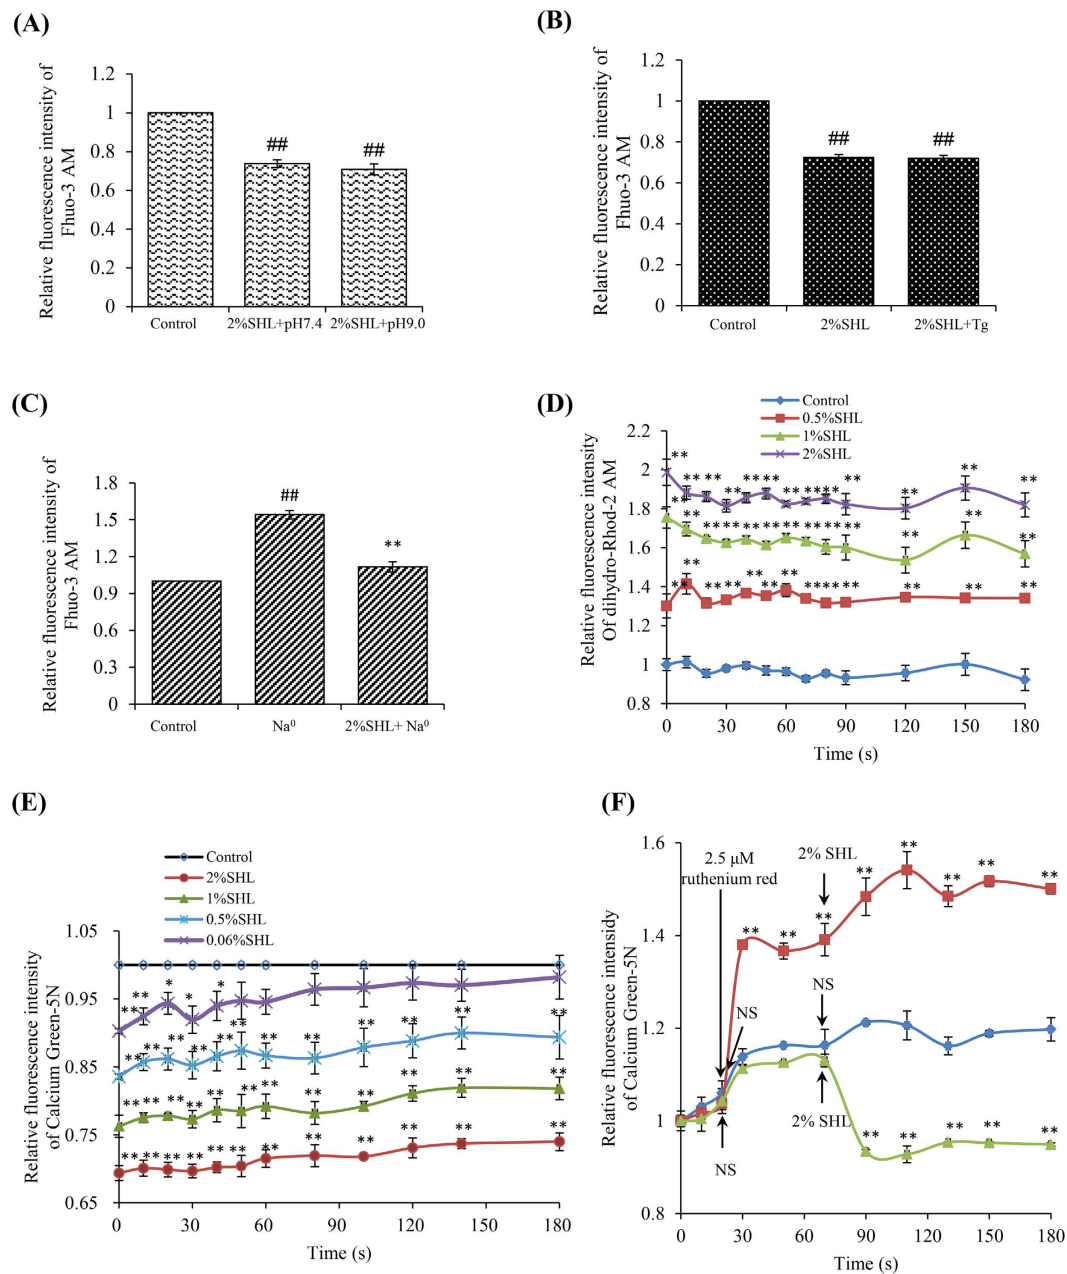 (A)
Relative fluorescence intensity of
Fhuo-3 AM
1.2
1
0.8
0.6
0.4
0.2
0
##
##
Control
2%SHL+pH7.4
2%SHL+pH9.0
(B)
Relative fluorescence intensity of
Fhuo-3 AM
1.2
1
0.8
0.6
0.4
0.2
0
##
##
Control
2%SHL
2%SHL+Tg
(C)
Relative fluorescence intensity of
Fhuo-3 AM
1.8
1.5
1.2
0.9
0.6
0.3
0
##
**
Control
Na⁰
2%SHL+ Na⁰
(D)
Control
0.5%SHL
1%SHL
2%SHL
Relative fluorescence intensity
Of dihydro-Rhod-2 AM
2.2
2
1.8
1.6
1.4
1.2
1
0.8
** ** ** ** ** ** ** ** ** ** ** ** **
** ** ** ** ** ** ** ** ** ** ** ** **
** ** ** ** ** ** ** ** ** ** ** ** **
0 30 60 90 120 150 180
Time (s)
(E)
Control
2%SHL
1%SHL
0.5%SHL
0.06%SHL
Relative fluorescence intensity
of Calcium Green-5N
1.05
0.95
0.85
0.75
0.65
** ** * * *
** ** ** ** ** ** ** ** ** ** ** **
** ** ** ** ** ** ** ** ** ** ** **
** ** ** ** ** ** ** ** ** ** ** **
0 30 60 90 120 150 180
Time (s)
(F)
Relative fluorescence intensidy
of Calcium Green-5N
1.6
1.4
1.2
1
0.8
2.5 μM
ruthenium red
2% SHL
** ** ** ** ** ** ** **
NS
NS
2% SHL
NS
** ** ** ** **
0 30 60 90 120 150 180
Time (s)